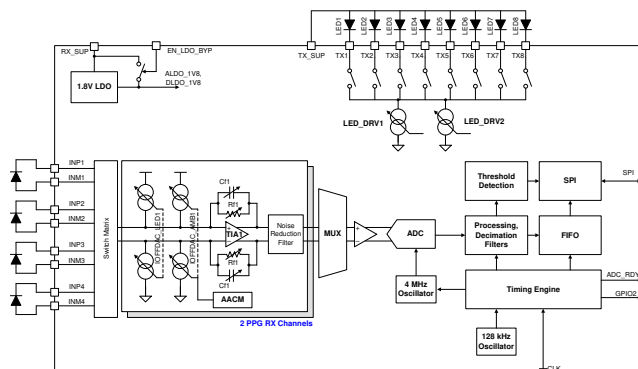 LED1
LED2
LED3
LED4
LED5
LED6
LED7
LED8
RX_SUP
EN_LDO_BYP
TX_SUP
TX1
TX2
TX3
TX4
TX5
TX6
TX7
TX8
1.8V LDO
ALDO_1V8,
DLDO_1V8
LED_DRV1
LED_DRV2
INP1
INM1
INP2
INM2
INP3
INM3
INP4
INM4
Switch Matrix
IOFFDAC_LED1
IOFFDAC_AMB1
Cf1
Rf1
TIA1
Rf1
Cf1
AACM
Noise
Reduction
Filter
2 PPG RX Channels
MUX
ADC
Threshold
Detection
SPI
SPI
Processing,
Decimation
Filters
FIFO
4 MHz
Oscillator
Timing Engine
ADC_RDY
GPIO2
128 kHz
Oscillator
CLK